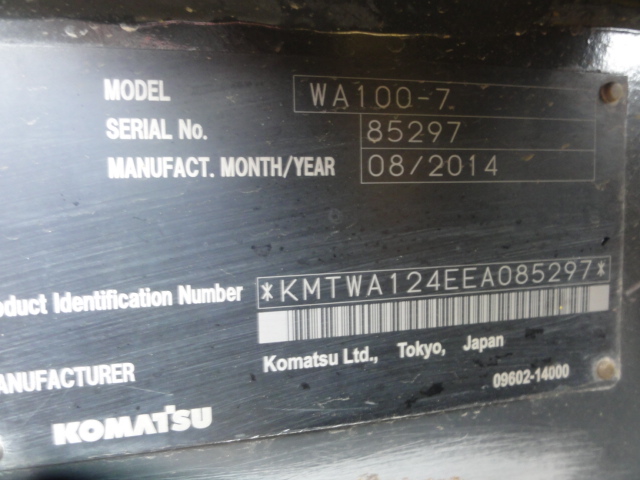 MODEL WA100-7
SERIAL No. 85297
MANUFACT. MONTH/YEAR 08/2014
oduct Identification Number *KMTWA124EEA085297*
ANUFACTURER Komatsu Ltd., Tokyo, Japan
09602-14000
KOMATSU